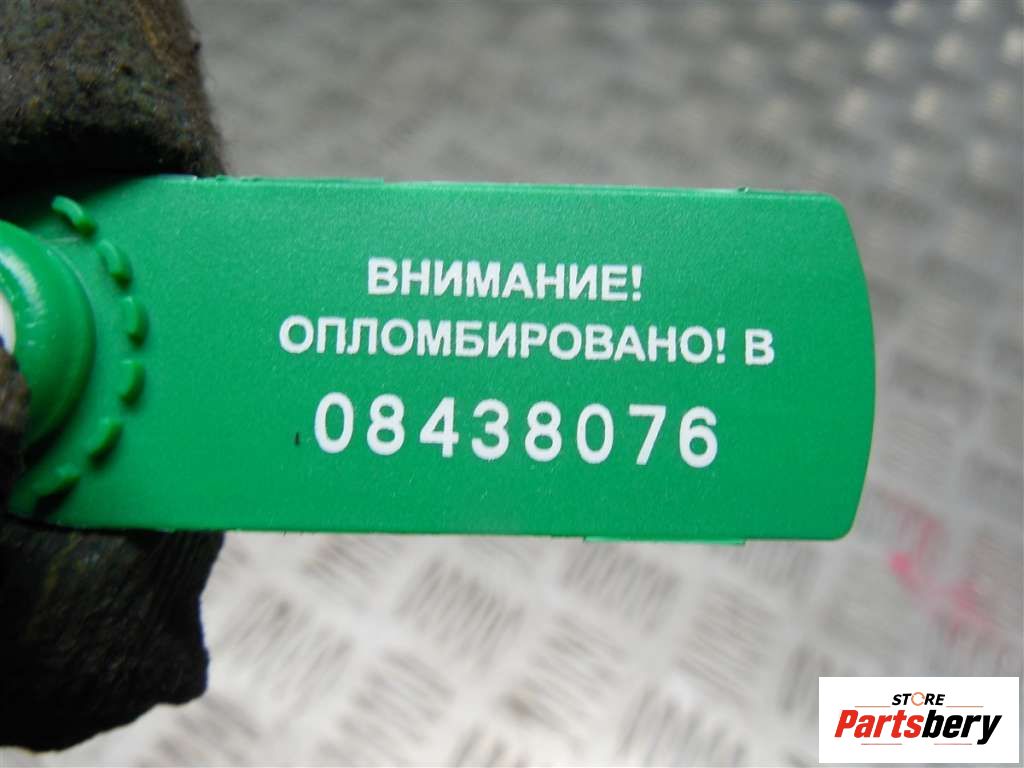 ВНИМАНИЕ!
ОПЛОМБИРОВАНО! В
08438076
STORE
Partsbery